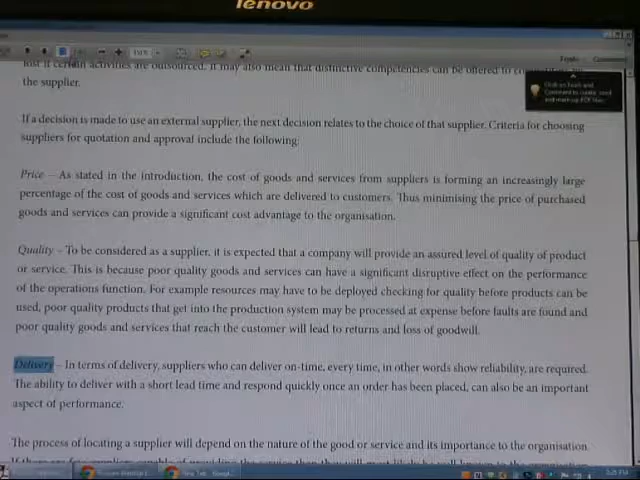 lenovo
lost if certain activities are outsourced. It may also mean that distinctive competencies can be offered to
the supplier.
If a decision is made to use an external supplier, the next decision relates to the choice of that supplier. Criteria for choosing
suppliers for quotation and approval include the following:
Price – As stated in the introduction, the cost of goods and services from suppliers is forming an increasingly large
percentage of the cost of goods and services which are delivered to customers. Thus minimising the price of purchased
goods and services can provide a significant cost advantage to the organisation.
Quality – To be considered as a supplier, it is expected that a company will provide an assured level of quality of product
or service. This is because poor quality goods and services can have a significant disruptive effect on the performance
of the operations function. For example resources may have to be deployed checking for quality before products can be
used, poor quality products that get into the production system may be processed at expense before faults are found and
poor quality goods and services that reach the customer will lead to returns and loss of goodwill.
Delivery – In terms of delivery, suppliers who can deliver on-time, every time, in other words show reliability, are required.
The ability to deliver with a short lead time and respond quickly once an order has been placed, can also be an important
aspect of performance.
The process of locating a supplier will depend on the nature of the good or service and its importance to the organisation.